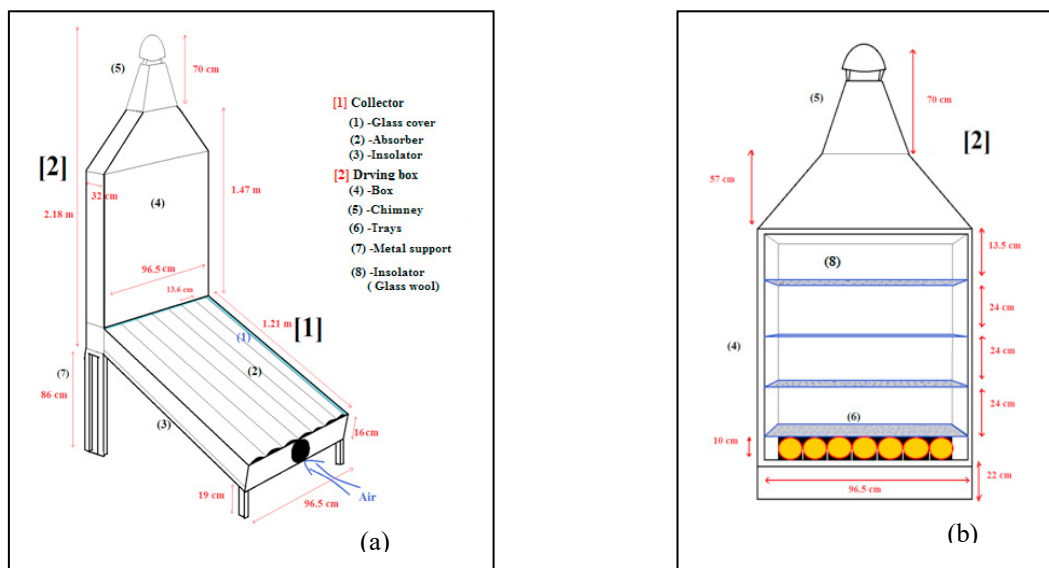 (5)
70 cm
[1] Collector
(1) -Glass cover
(2) -Absorber
(3) -Insolator
[2] Drving box
(4) -Box
(5) -Chimney
(6) -Trays
(7) -Metal support
(8) -Insolator
( Glass wool)
[2]
32 cm
2.18 m
(4)
1.47 m
96.5 cm
13.6 cm
1.21 m
[1]
(1)
(2)
(7)
86 cm
(3)
16cm
19 cm
Air
96.5 cm
(a)
(5)
70 cm
[2]
57 cm
13.5 cm
(8)
24 cm
(4)
24 cm
24 cm
(6)
10 cm
96.5 cm
22 cm
(b)